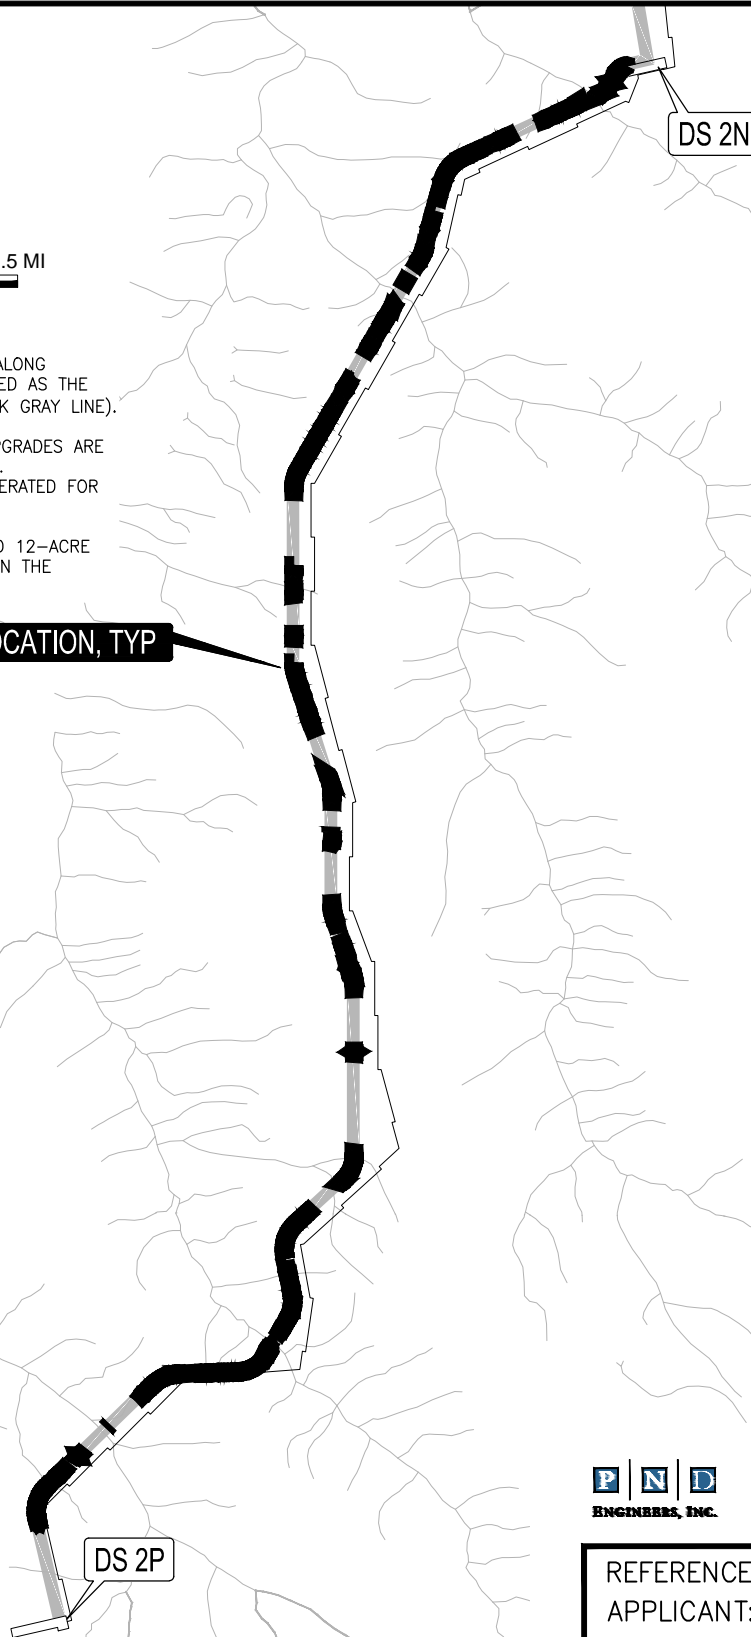 DS 2N
.5 MI
ALONG
ED AS THE
K GRAY LINE).
PGRADES ARE
.
ERATED FOR
D 12–ACRE
N THE
OCATION, TYP
P N D
ENGINEERS, INC.
DS 2P
REFERENCE
APPLICANT: